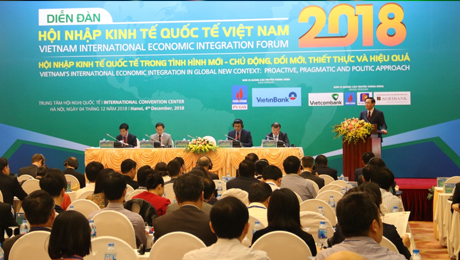 DIỄN ĐÀN
HỘI NHẬP KINH TẾ QUỐC TẾ VIỆT NAM
2018
VIETNAM INTERNATIONAL ECONOMIC INTEGRATION FORUM
HỘI NHẬP KINH TẾ QUỐC TẾ TRONG TÌNH HÌNH MỚI - CHỦ ĐỘNG, ĐỔI MỚI, THIẾT THỰC VÀ HIỆU QUẢ
VIETNAM'S INTERNATIONAL ECONOMIC INTEGRATION IN GLOBAL NEW CONTEXT: PROACTIVE, PRAGMATIC AND POLITIC APPROACH
TRUNG TÂM HỘI NGHỊ QUỐC TẾ - INTERNATIONAL CONVENTION CENTER
HÀ NỘI, NGÀY 04 THÁNG 12 NĂM 2018 - Hanoi, 4th December, 2018
VietinBank
Vietcombank
AGRIBANK